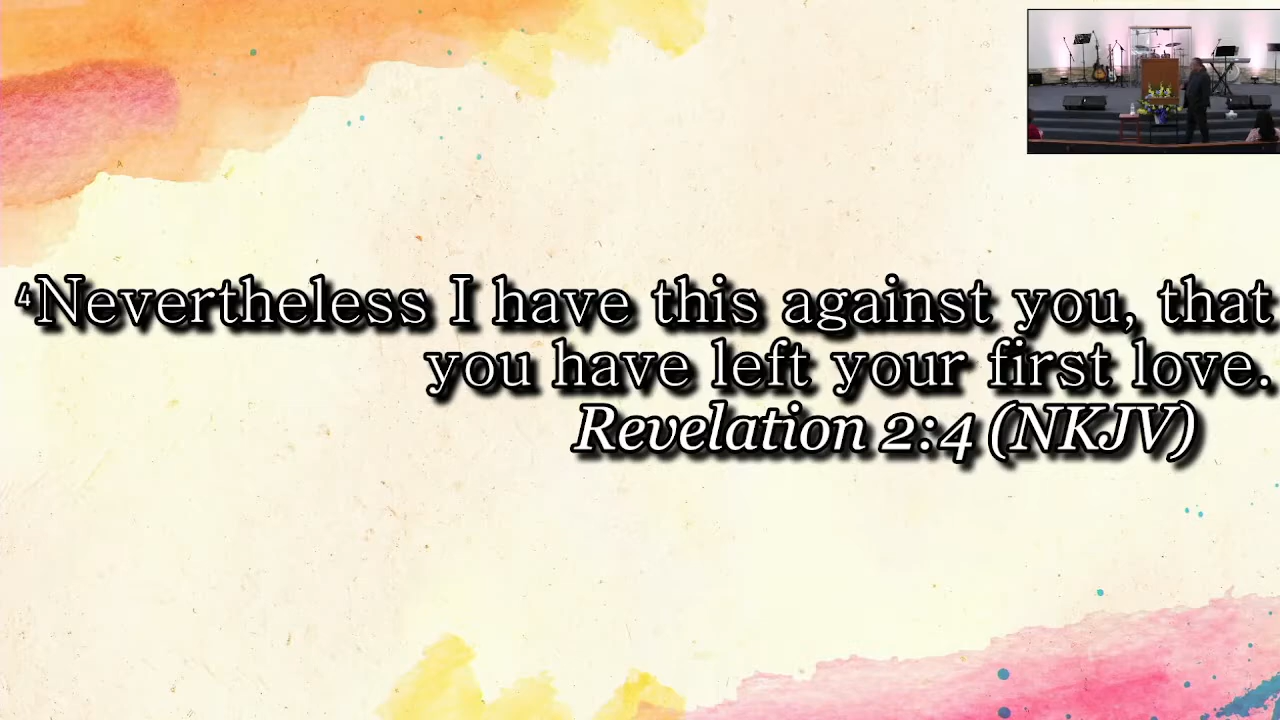 ⁴Nevertheless I have this against you, that
you have left your first love.
Revelation 2:4 (NKJV)